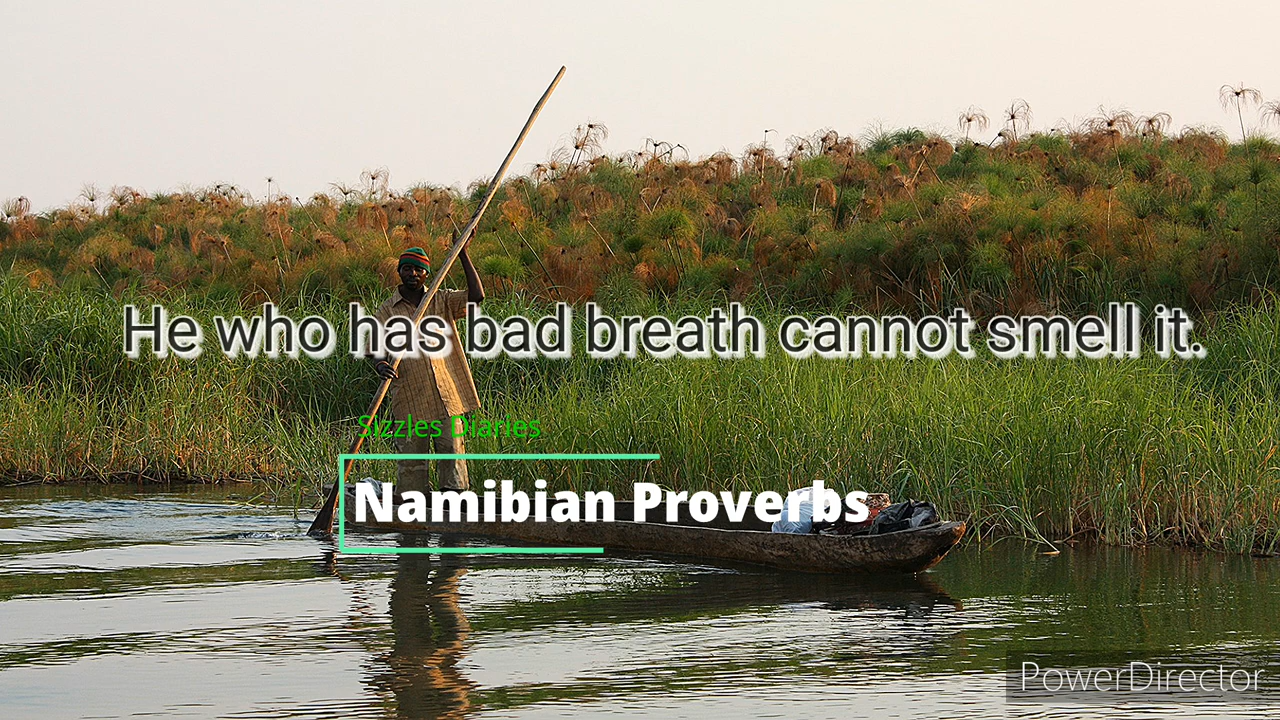 He who has bad breath cannot smell it.
Sizzles Diaries
Namibian Proverbs
PowerDirector